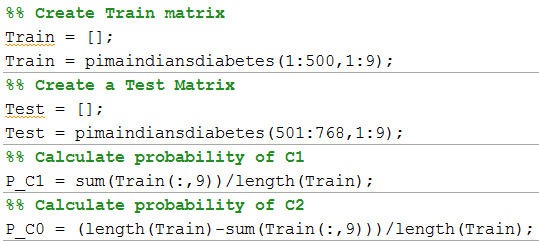 %% Create Train matrix
Train = [];
Train = pimaindiansdiabetes(1:500,1:9);
%% Create a Test Matrix
Test = [];
Test = pimaindiansdiabetes(501:768,1:9);
%% Calculate probability of C1
P_C1 = sum(Train(:,9))/length(Train);
%% Calculate probability of C2
P_C0 = (length(Train)-sum(Train(:,9)))/length(Train);